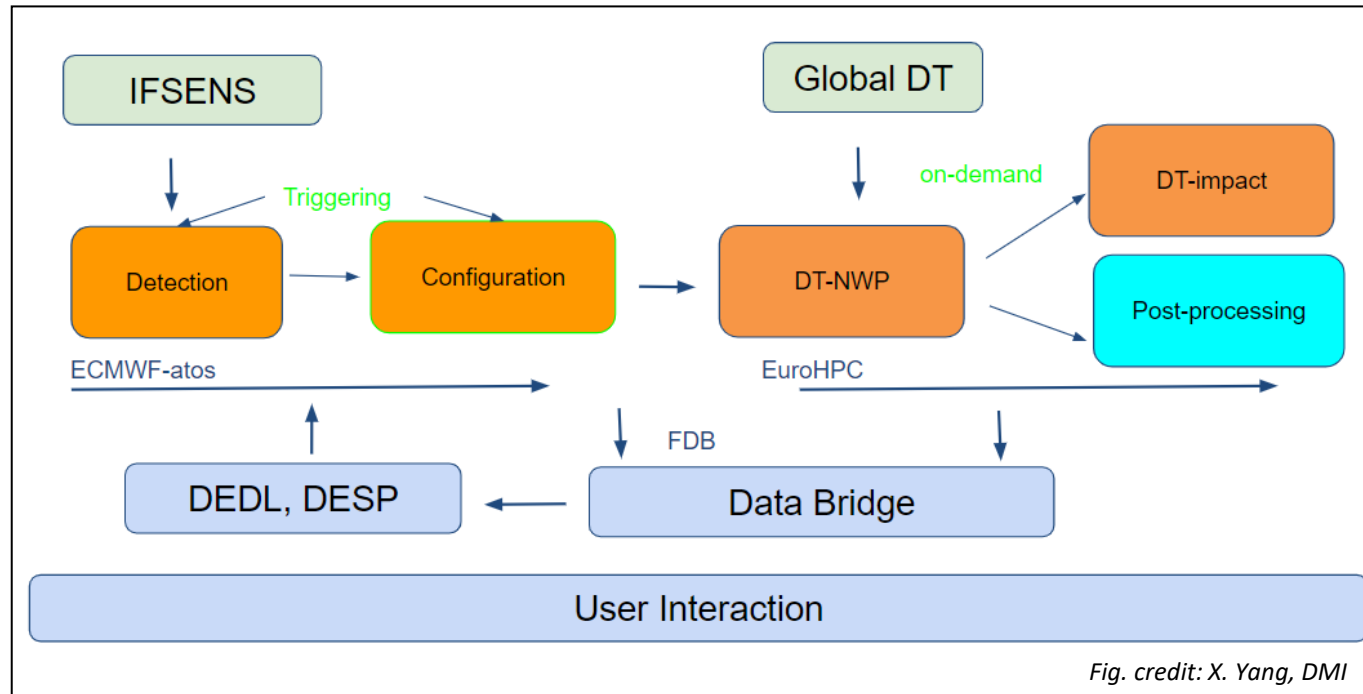 IFSENS
Global DT
Triggering
on-demand
DT-impact
Detection
Configuration
DT-NWP
Post-processing
ECMWF-atos
EuroHPC
FDB
DEDL, DESP
Data Bridge
User Interaction
Fig. credit: X. Yang, DMI